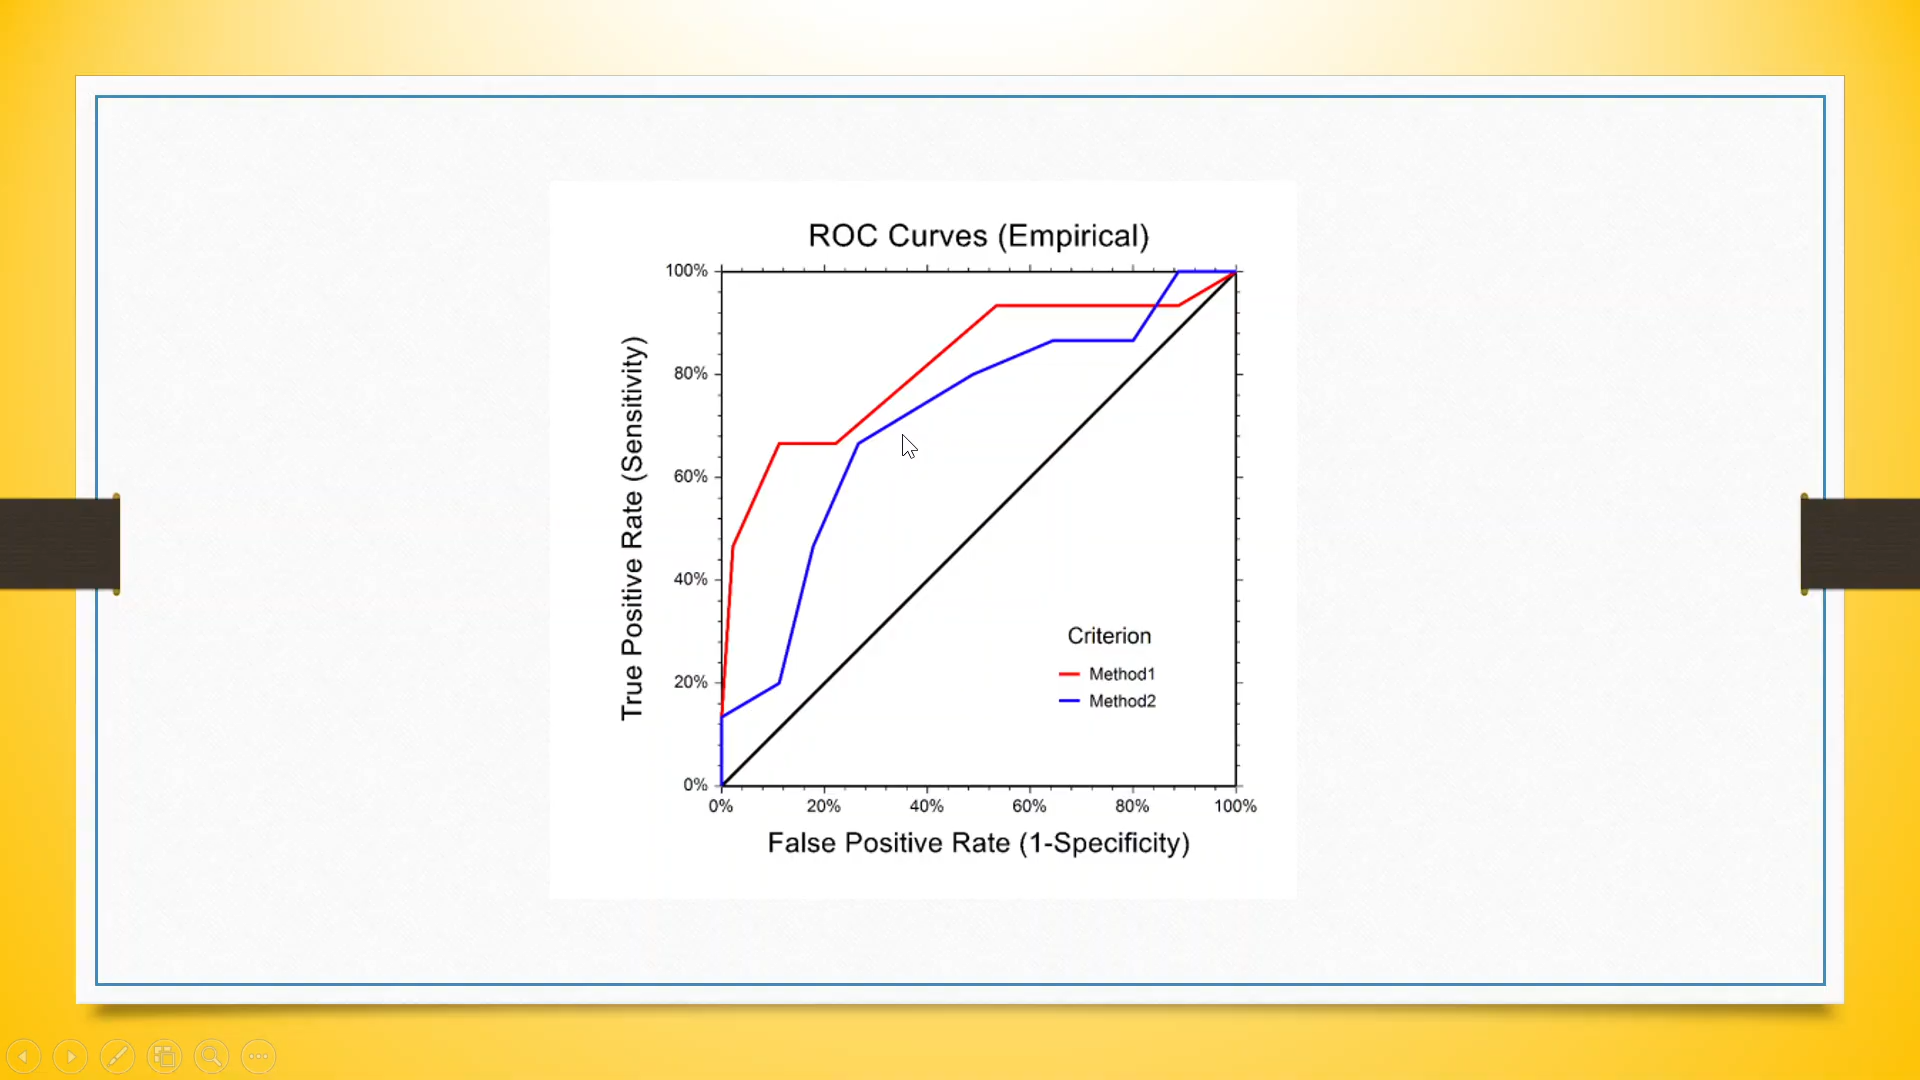 ROC Curves (Empirical)
True Positive Rate (Sensitivity)
100%
80%
60%
40%
20%
0%
Criterion
Method1
Method2
0% 20% 40% 60% 80% 100%
False Positive Rate (1-Specificity)